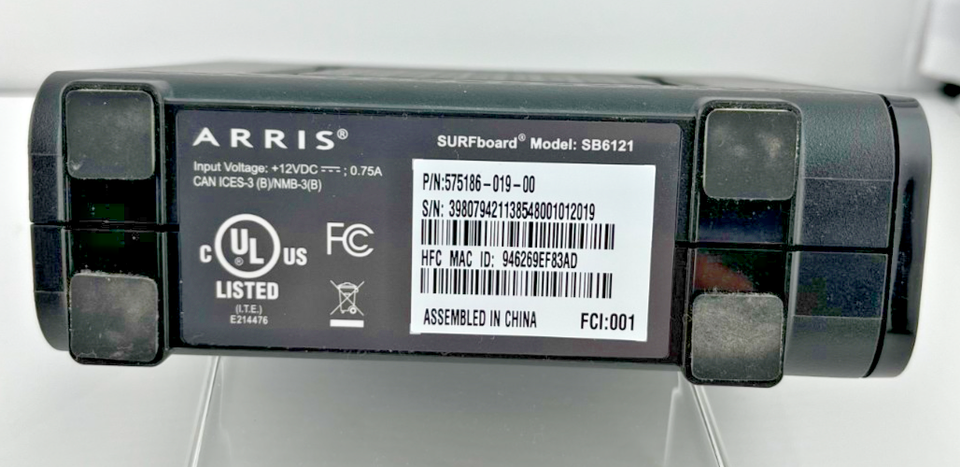 ARRIS®
Input Voltage: +12VDC ⎓ ; 0.75A
CAN ICES-3 (B)/NMB-3(B)
C UL® US
LISTED
(I.T.E.)
E214476
FC
SURFboard® Model: SB6121
P/N:575186-019-00
S/N: 398079421138548001012019
HFC MAC ID: 946269EF83AD
ASSEMBLED IN CHINA FCI:001